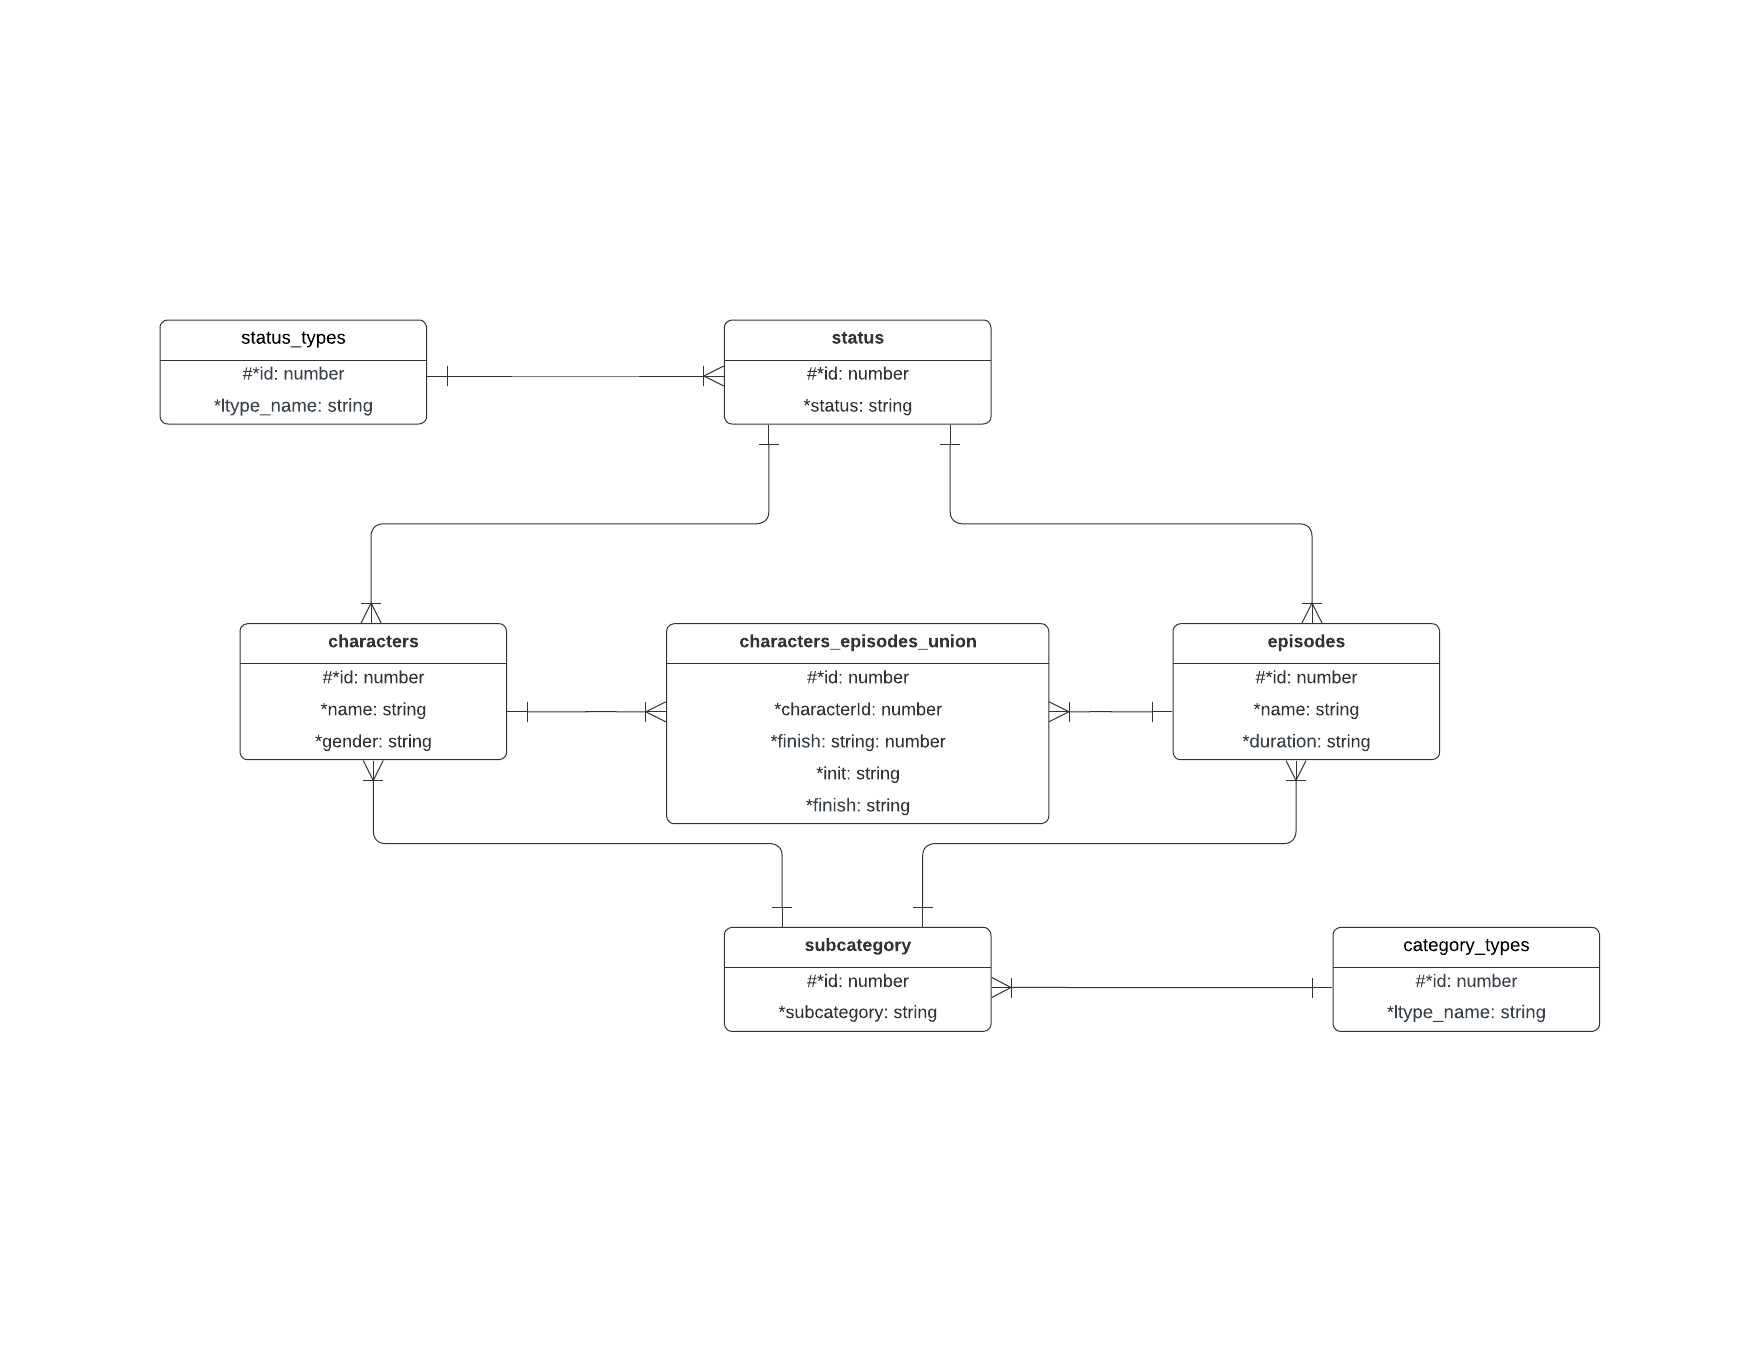 status_types
#*id: number
*ltype_name: string
status
#*id: number
*status: string
characters
#*id: number
*name: string
*gender: string
characters_episodes_union
#*id: number
*characterId: number
*finish: string: number
*init: string
*finish: string
episodes
#*id: number
*name: string
*duration: string
subcategory
#*id: number
*subcategory: string
category_types
#*id: number
*ltype_name: string